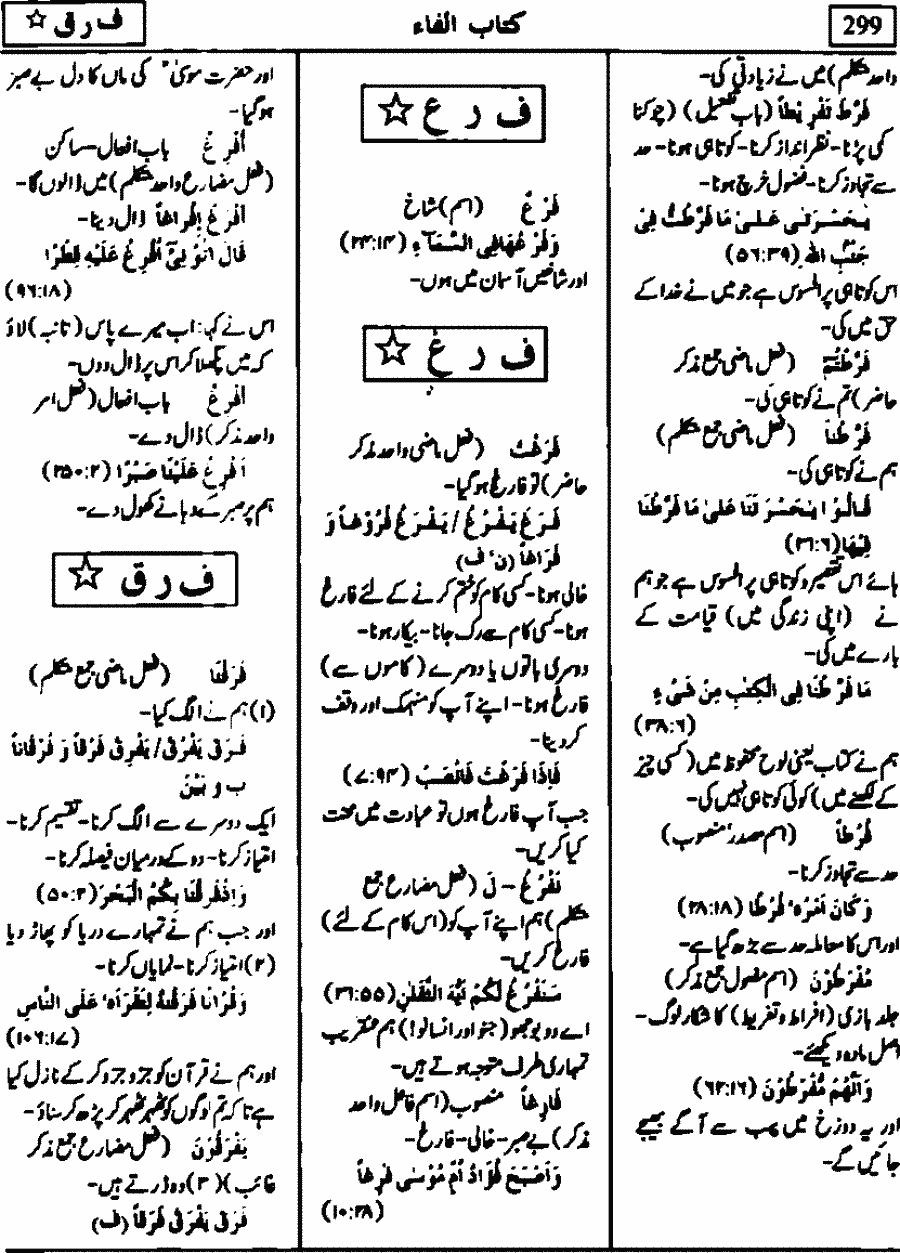 299
کتاب الفاء
ف ر ق ☆
واحد متکلم) میں نے زیادتی کی-
فَرَّطَ تَفْرِيْطاً (باب تفعیل) (چوکنا
کی پڑنا-نظر انداز کرنا-کوتاہی ہونا- حد
سے تجاوز کرنا- فضول خرچ ہونا-
يٰحَسْرَتٰى عَلٰى مَا فَرَّطْتُّ فِىْ
جَنْۢبِ اللّٰهِ (۵۶:۳۹)
اس کوتاہی پر افسوس ہے جو میں نے خدا کے
حق میں کی-
فَرَّطْتُّمْ (فعل ماضی جمع مذکر
حاضر) تم نے کوتاہی کی-
فَرَّطْنَا (فعل ماضی جمع متکلم)
ہم نے کوتاہی کی-
قَالُوْا يٰحَسْرَتَنَا عَلٰى مَا فَرَّطْنَا
فِيْهَا (۳۱:۶)
ہائے اس تقصیر و کوتاہی پر افسوس ہے جو ہم
نے (اپنی زندگی میں) قیامت کے
بارے میں کی-
مَا فَرَّطْنَا فِى الْكِتٰبِ مِنْ شَىْءٍ
(۳۸:۶)
ہم نے کتاب یعنی لوح محفوظ میں (کسی چیز
کے لکھنے میں) کوئی کوتاہی نہیں کی-
فُرُطاً (اسم مصدر' منصوب)
حد سے تجاوز کرنا-
وَكَانَ اَمْرُهٗ فُرُطًا (۲۸:۱۸)
اور اس کا معاملہ حد سے بڑھ گیا ہے-
مُفْرَطُوْنَ (اسم مفعول جمع مذکر)
جلد بازی (افراط و تفریط) کا شکار لوگ-
اصل مادہ دیکھئے-
وَاَنَّهُمْ مُّفْرَطُوْنَ (۶۲:۱۶)
اور یہ دوزخ میں سب سے آگے بھیجے
جائیں گے-
ف ر ع ☆
فَرْعٌ (اسم) شاخ
وَفَرْعُهَا فِى السَّمَآءِ (۲۴:۱۴)
اور شاخیں آسمان میں ہوں-
ف ر غ ☆
فَرَغْتَ (فعل ماضی واحد مذکر
حاضر) تو فارغ ہو گیا-
فَرَغَ يَفْرُغُ / يَفْرَغُ فُرُوْغاً وَ
فَرَاغاً (ن' ف)
خالی ہونا-کسی کام کو ختم کرنے کے لئے فارغ
ہونا-کسی کام سے رک جانا- بیکار ہونا-
دوسری باتوں یا دوسرے (کاموں سے)
فارغ ہونا- اپنے آپ کو منہمک اور وقف
کر دینا-
فَاِذَا فَرَغْتَ فَانْصَبْ (۷:۹۴)
جب آپ فارغ ہوں تو عبادت میں محنت
کیا کریں-
نَفْرُغُ - لَ (فعل مضارع جمع
متکلم) ہم اپنے آپ کو (اس کام کے لئے)
فارغ کریں-
سَنَفْرُغُ لَكُمْ اَيُّهَ الثَّقَلٰنِ (۳۱:۵۵)
اے دو بوجھو (جنو اور انسانو!) ہم عنقریب
تمہاری طرف متوجہ ہوتے ہیں-
فَارِغاً منصوب (اسم فاعل واحد
مذکر) بے صبر- خالی- فارغ-
وَاَصْبَحَ فُؤَادُ اُمِّ مُوْسٰى فٰرِغاً
(۱۰:۲۸)
اور حضرت موسیٰ ؑ کی ماں کا دل بے صبر
ہو گیا-
اُفْرِغْ باب افعال-ساکن
(فعل مضارع واحد متکلم) میں ڈالوں گا-
اَفْرَغَ اِفْرَاغاً ڈال دینا-
قَالَ اٰتُوْنِىْۤ اُفْرِغْ عَلَيْهِ قِطْرًا
(۹۶:۱۸)
اس نے کہا: اب میرے پاس (تانبہ) لاؤ
کہ میں پگھلا کر اس پر ڈال دوں-
اَفْرِغْ باب افعال (فعل امر
واحد مذکر) ڈال دے-
اَفْرِغْ عَلَيْنَا صَبْرًا (۲۵۰:۲)
ہم پر صبر کے دہانے کھول دے-
ف ر ق ☆
فَرَقْنَا (فعل ماضی جمع متکلم)
(۱) ہم نے الگ کیا-
فَرَقَ يَفْرُقُ / يَفْرِقُ فَرْقاً وَ فُرْقَاناً
ب و بَيْنَ
ایک دوسرے سے الگ کرنا- تقسیم کرنا-
امتیاز کرنا- دو کے درمیان فیصلہ کرنا-
وَاِذْ فَرَقْنَا بِكُمُ الْبَحْرَ (۵۰:۲)
اور جب ہم نے تمہارے دریا کو پھاڑ دیا
(۲) امتیاز کرنا- نمایاں کرنا-
وَقُرْاٰنًا فَرَقْنٰهُ لِتَقْرَاَهٗ عَلَى النَّاسِ
(۱۰۶:۱۷)
اور ہم نے قرآن کو جزو جزو کر کے نازل کیا
ہے تاکہ تم لوگوں کو ٹھہر ٹھہر کر پڑھ کر سناؤ-
يَفْرَقُوْنَ (فعل مضارع جمع مذکر
غائب) (۳) وہ ڈرتے ہیں-
فَرِقَ يَفْرَقُ فَرَقاً (ف)